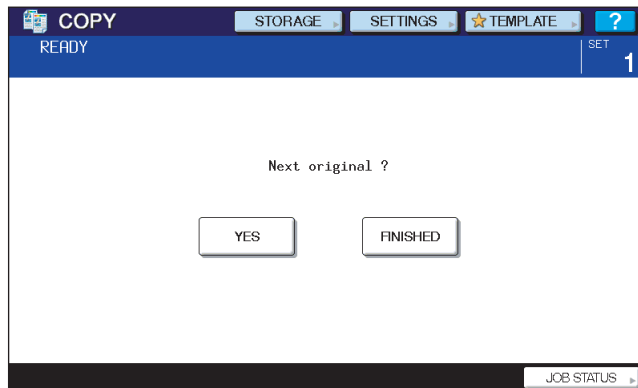 COPY STORAGE SETTINGS TEMPLATE ?
READY SET
1
Next original ?
YES FINISHED
JOB STATUS